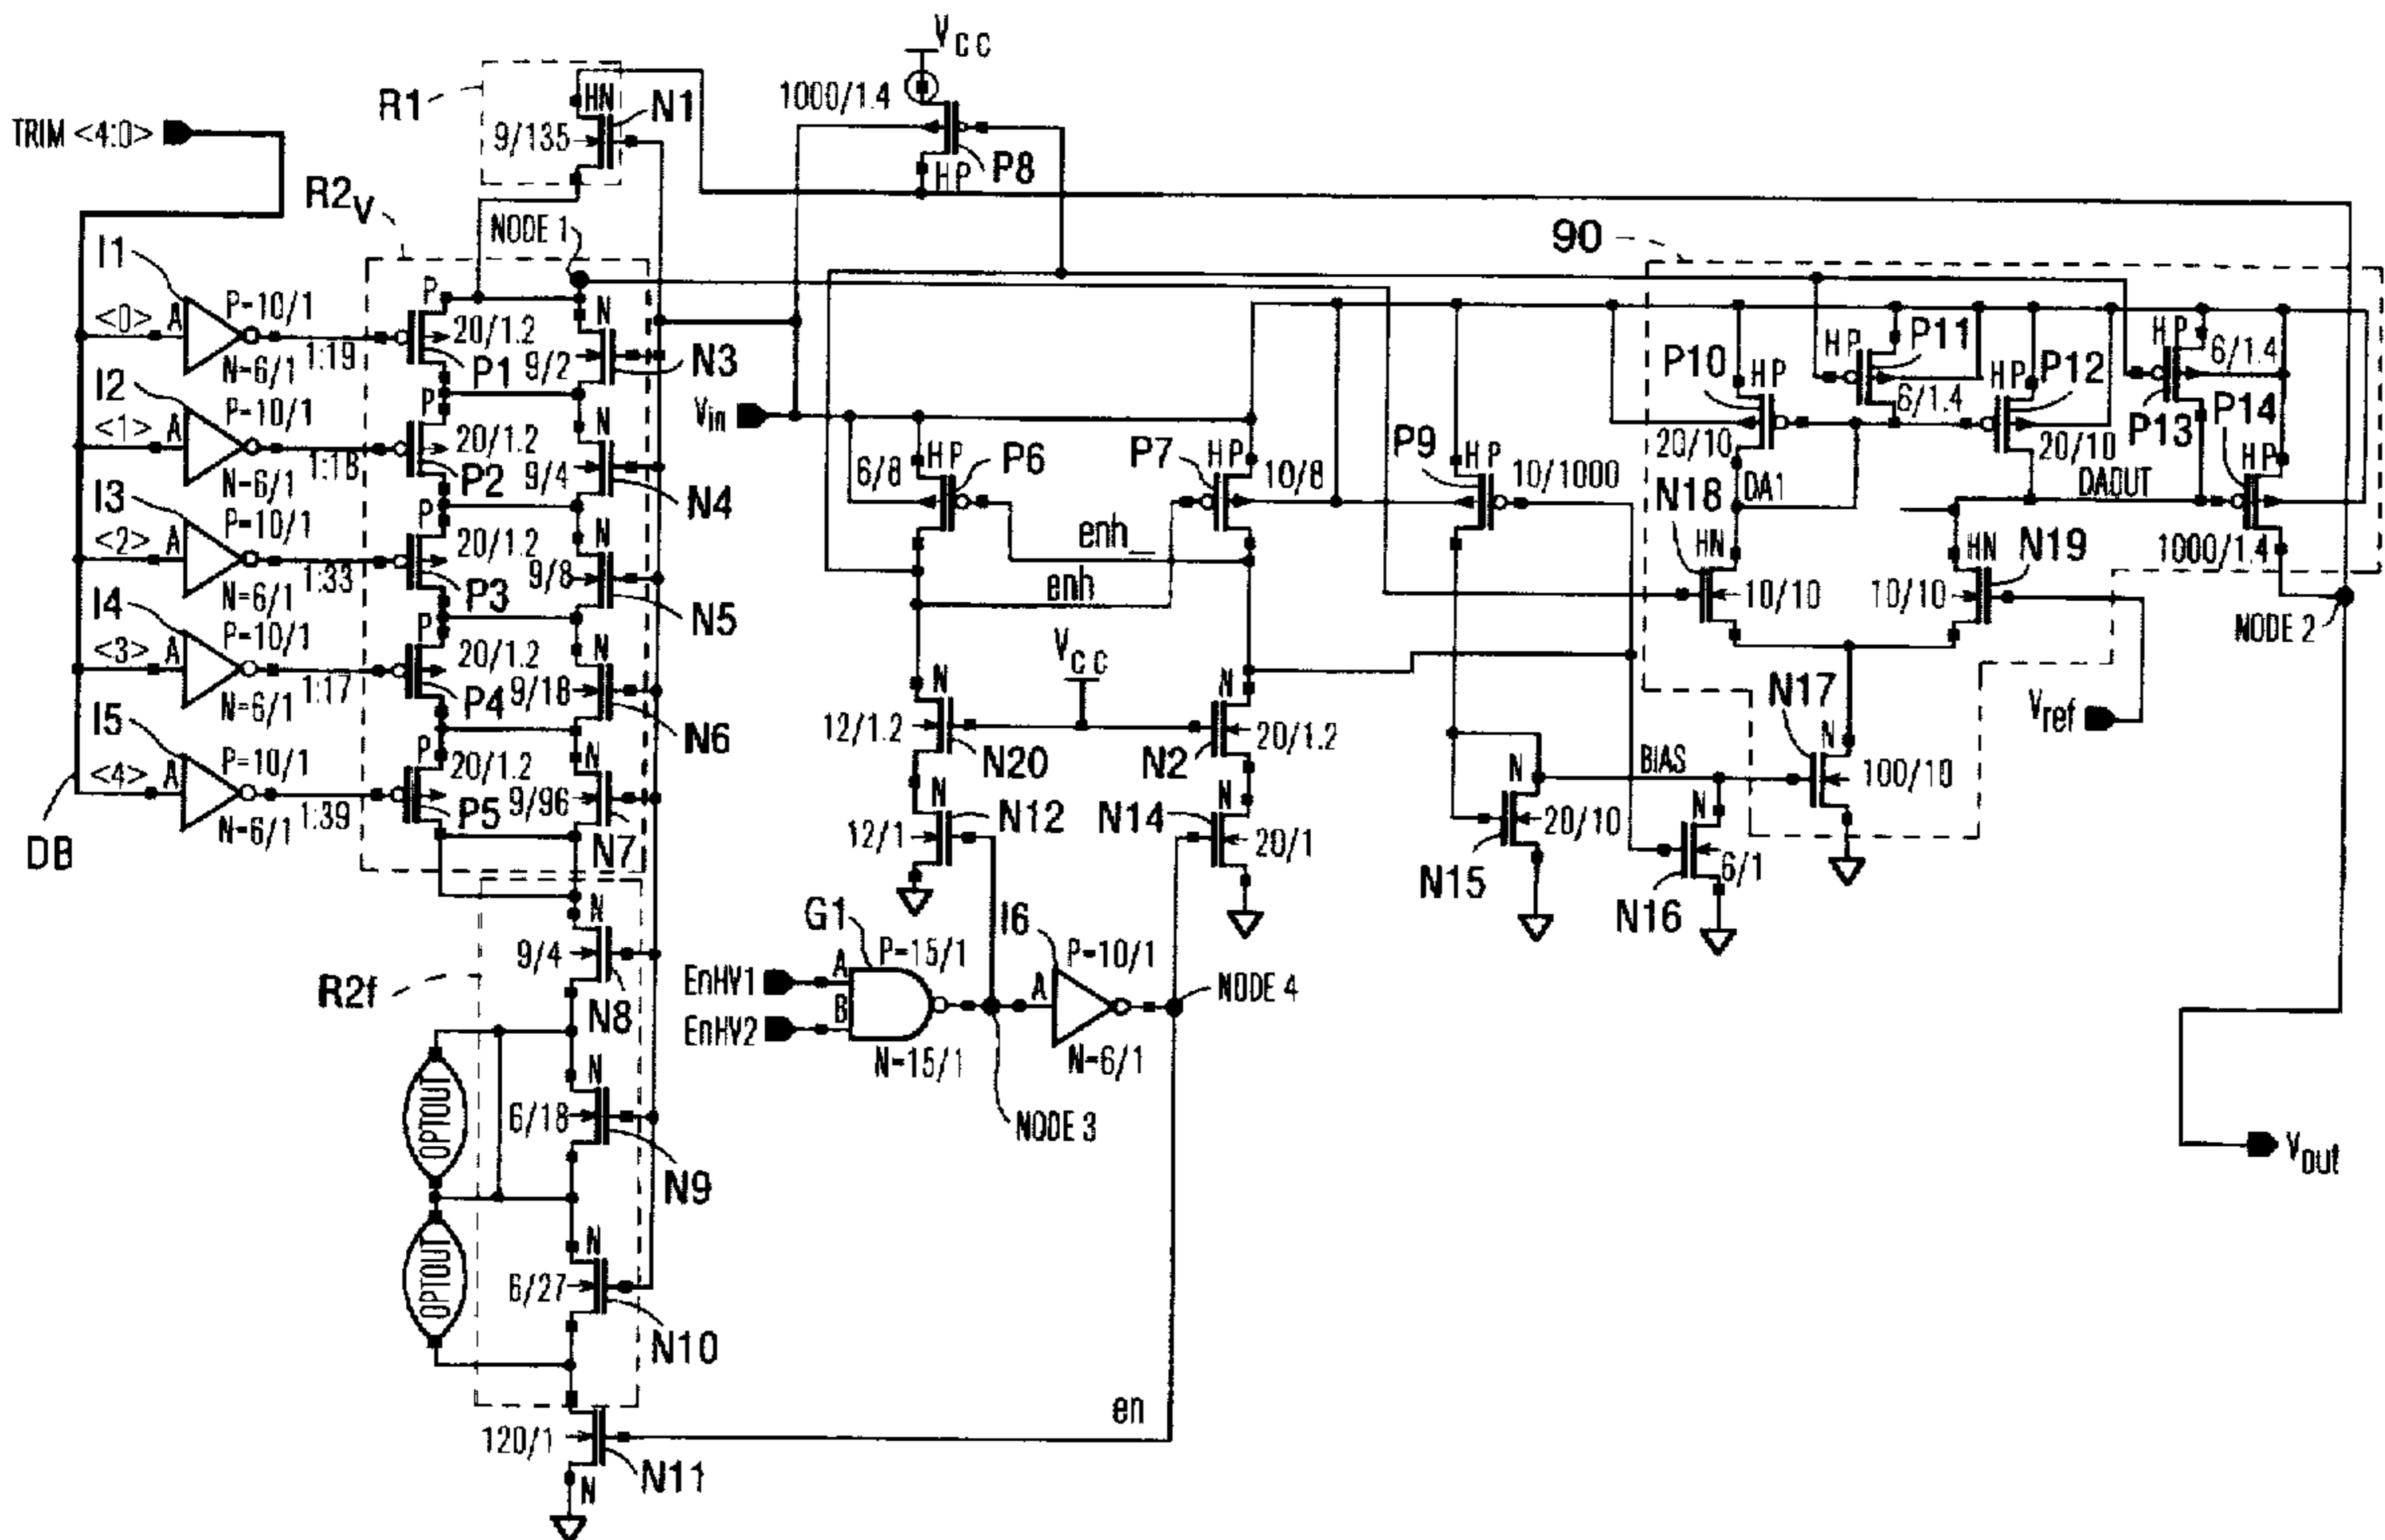 V CC
R1
HN
N1
9/135
1000/1.4
HP
P8
TRIM <4:0>
R2V
NODE 1
90
I1
<0>
A
P=10/1
N=6/1
1:19
P
20/1.2
P1
N
9/2
N3
I2
<1>
A
P=10/1
N=6/1
1:18
P
20/1.2
P2
N
9/4
N4
I3
<2>
A
P=10/1
N=6/1
1:33
P
20/1.2
P3
N
9/8
N5
I4
<3>
A
P=10/1
N=6/1
1:17
P
20/1.2
P4
N
9/18
N6
I5
<4>
A
P=10/1
N=6/1
1:39
P
20/1.2
P5
N
9/96
N7
DB
Vin
6/8
HP
P6
P7
HP
10/8
P9
HP
10/1000
P10
HP
20/10
HP
P11
6/1.4
HP
P12
20/10
HP
6/1.4
P13
P14
HP
1000/1.4
DA1
DAOUT
enh_
enh
N18
HN
10/10
HN
N19
10/10
NODE 2
VCC
Vref
N
12/1.2
N20
N
N2
20/1.2
N
12/1
N12
N14
N
20/1
N
20/10
N15
BIAS
N
6/1
N16
N17
N
100/10
R2f
N
9/4
N8
OPTOUT
N
6/18
N9
OPTOUT
N
6/27
N10
G1
P=15/1
EnHV1
A
EnHV2
B
N=15/1
I6
P=10/1
A
N=6/1
NODE 4
NODE 3
Vout
en
120/1
N11
N